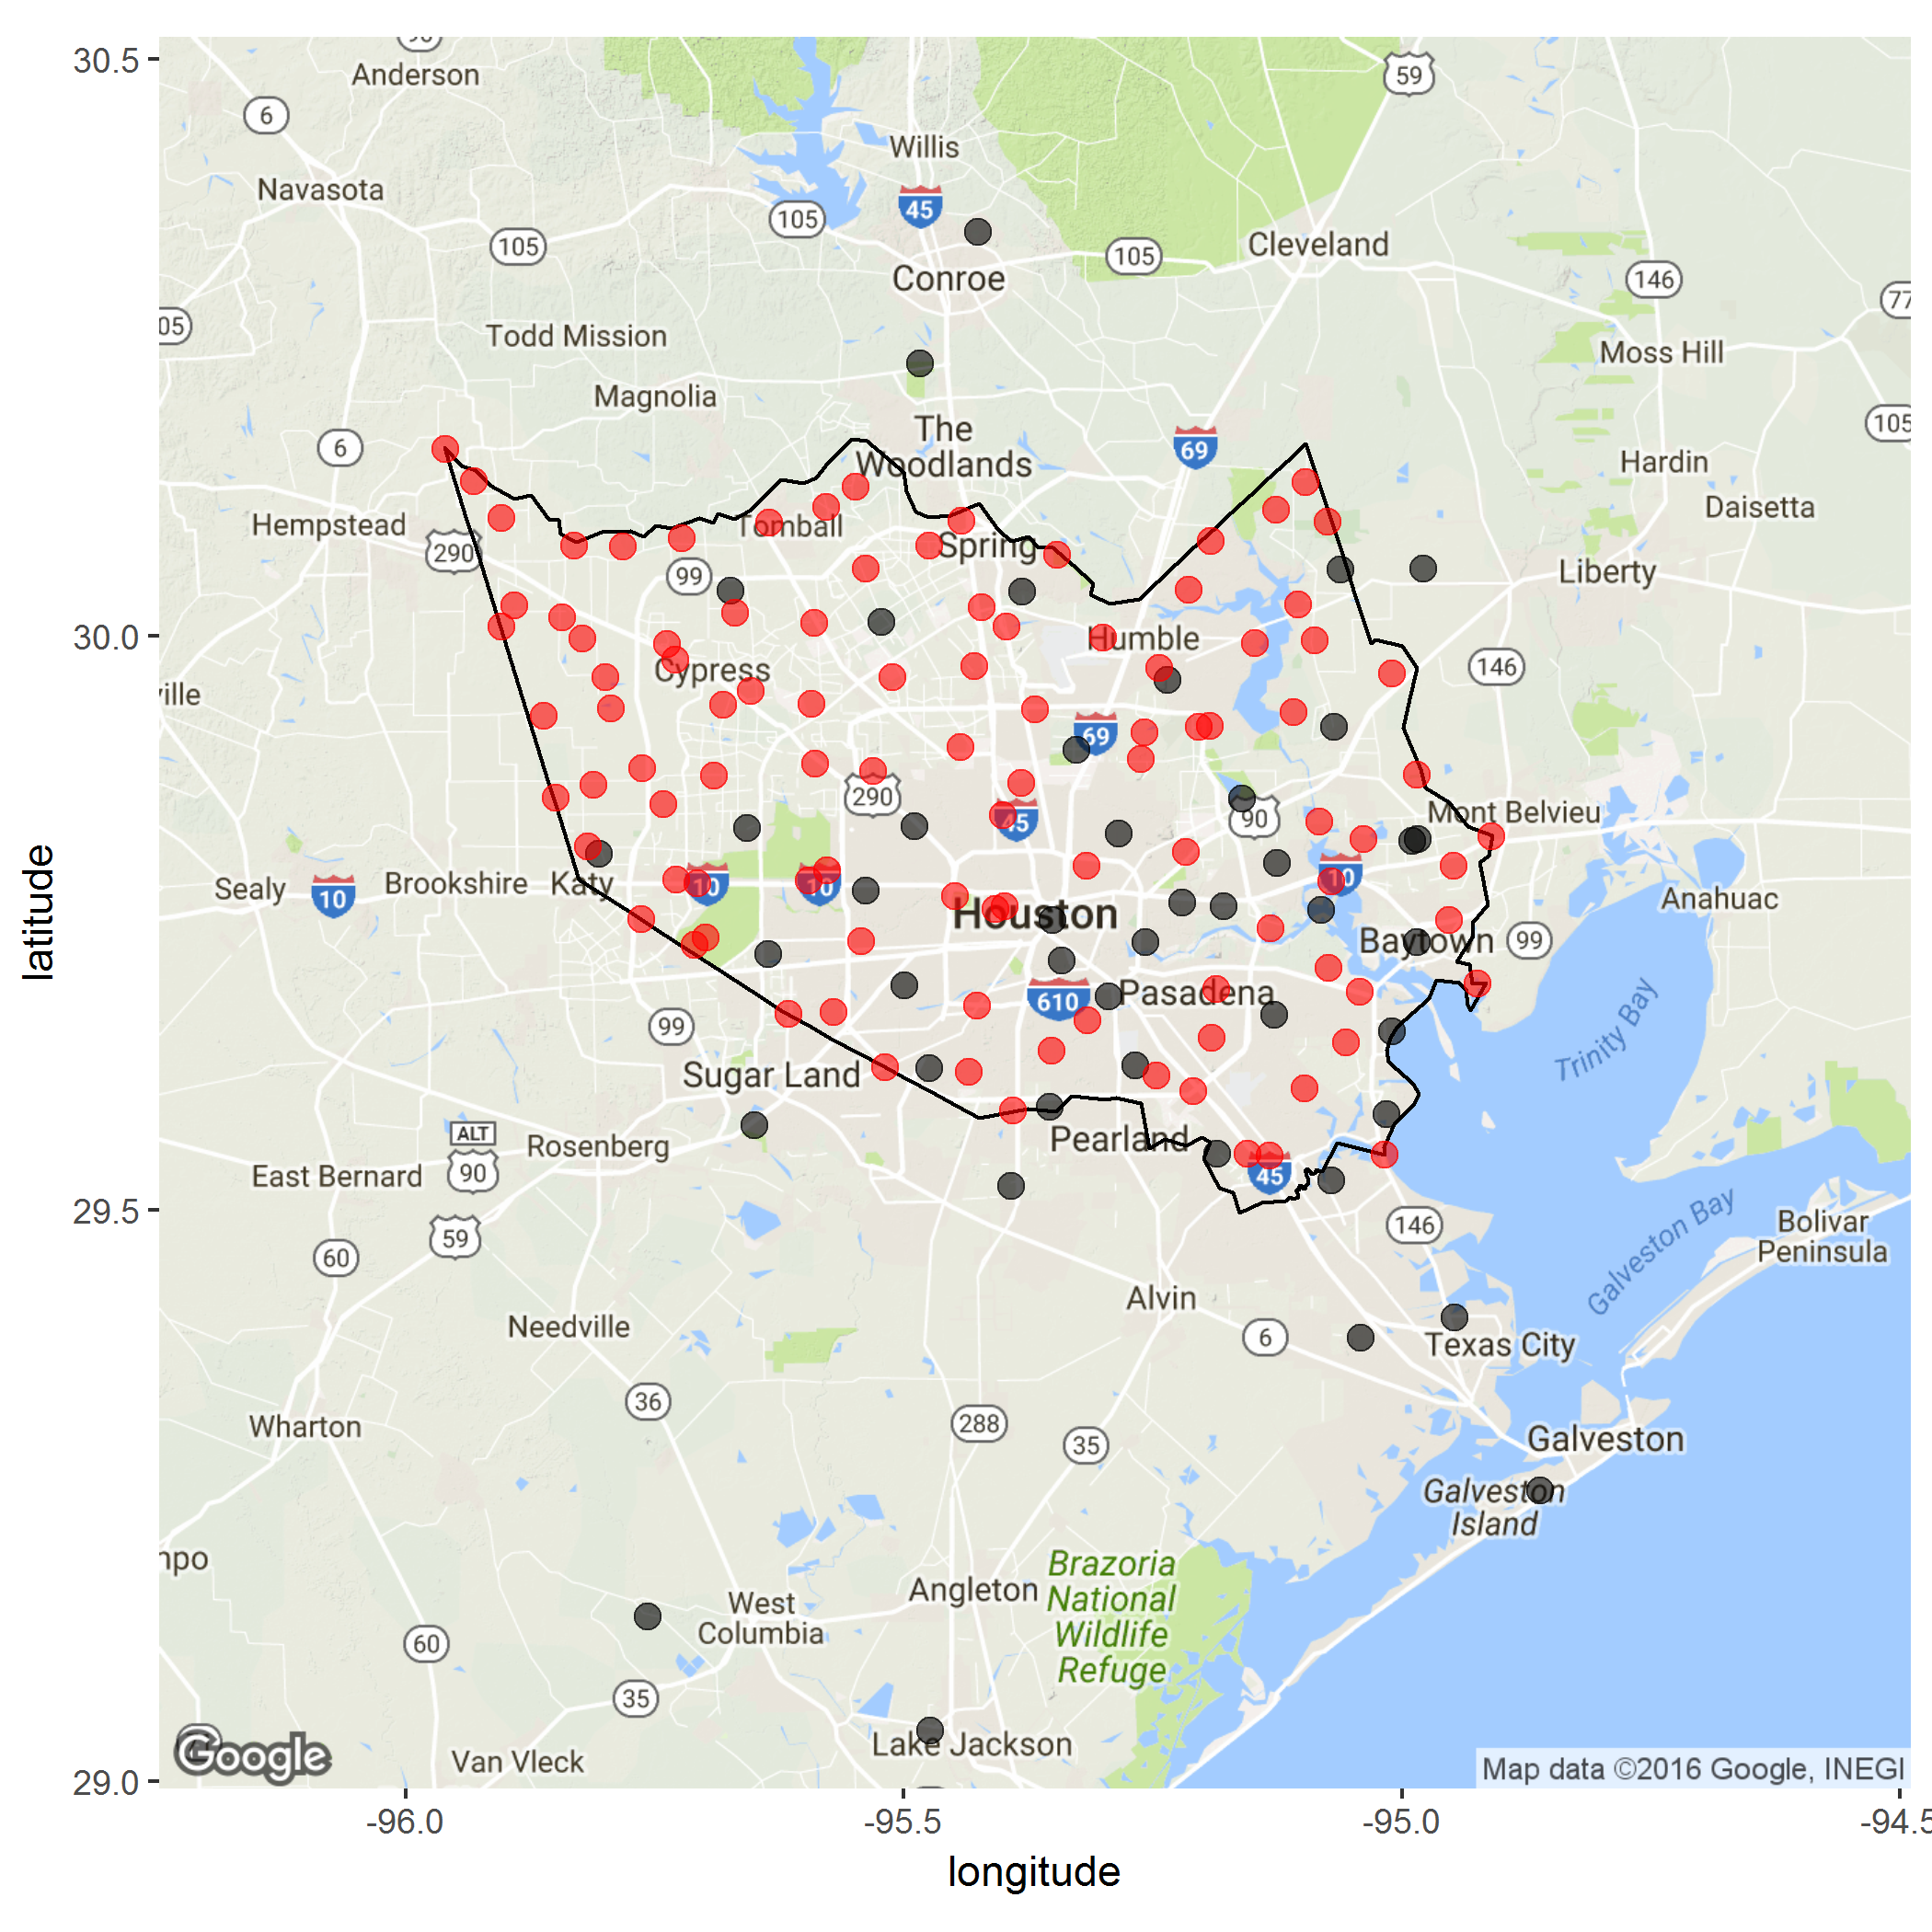 30.5
Anderson
59
6
Willis
Navasota
45
105
105
105
Cleveland
Conroe
146
77
05
Todd Mission
Moss Hill
Magnolia
105
The
Woodlands
6
69
Hardin
Daisetta
Hempstead
Tomball
290
Spring
99
Liberty
30.0
Humble
Cypress
146
ville
69
290
Mont Belvieu
45
90
Sealy
10
Brookshire
Katy
10
10
10
Anahuac
Houston
latitude
Baytown
99
Pasadena
610
99
Trinity Bay
Sugar Land
ALT
90
Rosenberg
Pearland
East Bernard
45
29.5
59
146
Bolivar
Peninsula
60
Galveston Bay
Alvin
Needville
6
Texas City
36
288
35
Wharton
Galveston
Galveston
Island
npo
Brazoria
National
Wildlife
Refuge
Angleton
West
Columbia
60
35
Lake Jackson
Google
Van Vleck
Map data ©2016 Google, INEGI
29.0
-96.0
-95.5
-95.0
-94.5
longitude